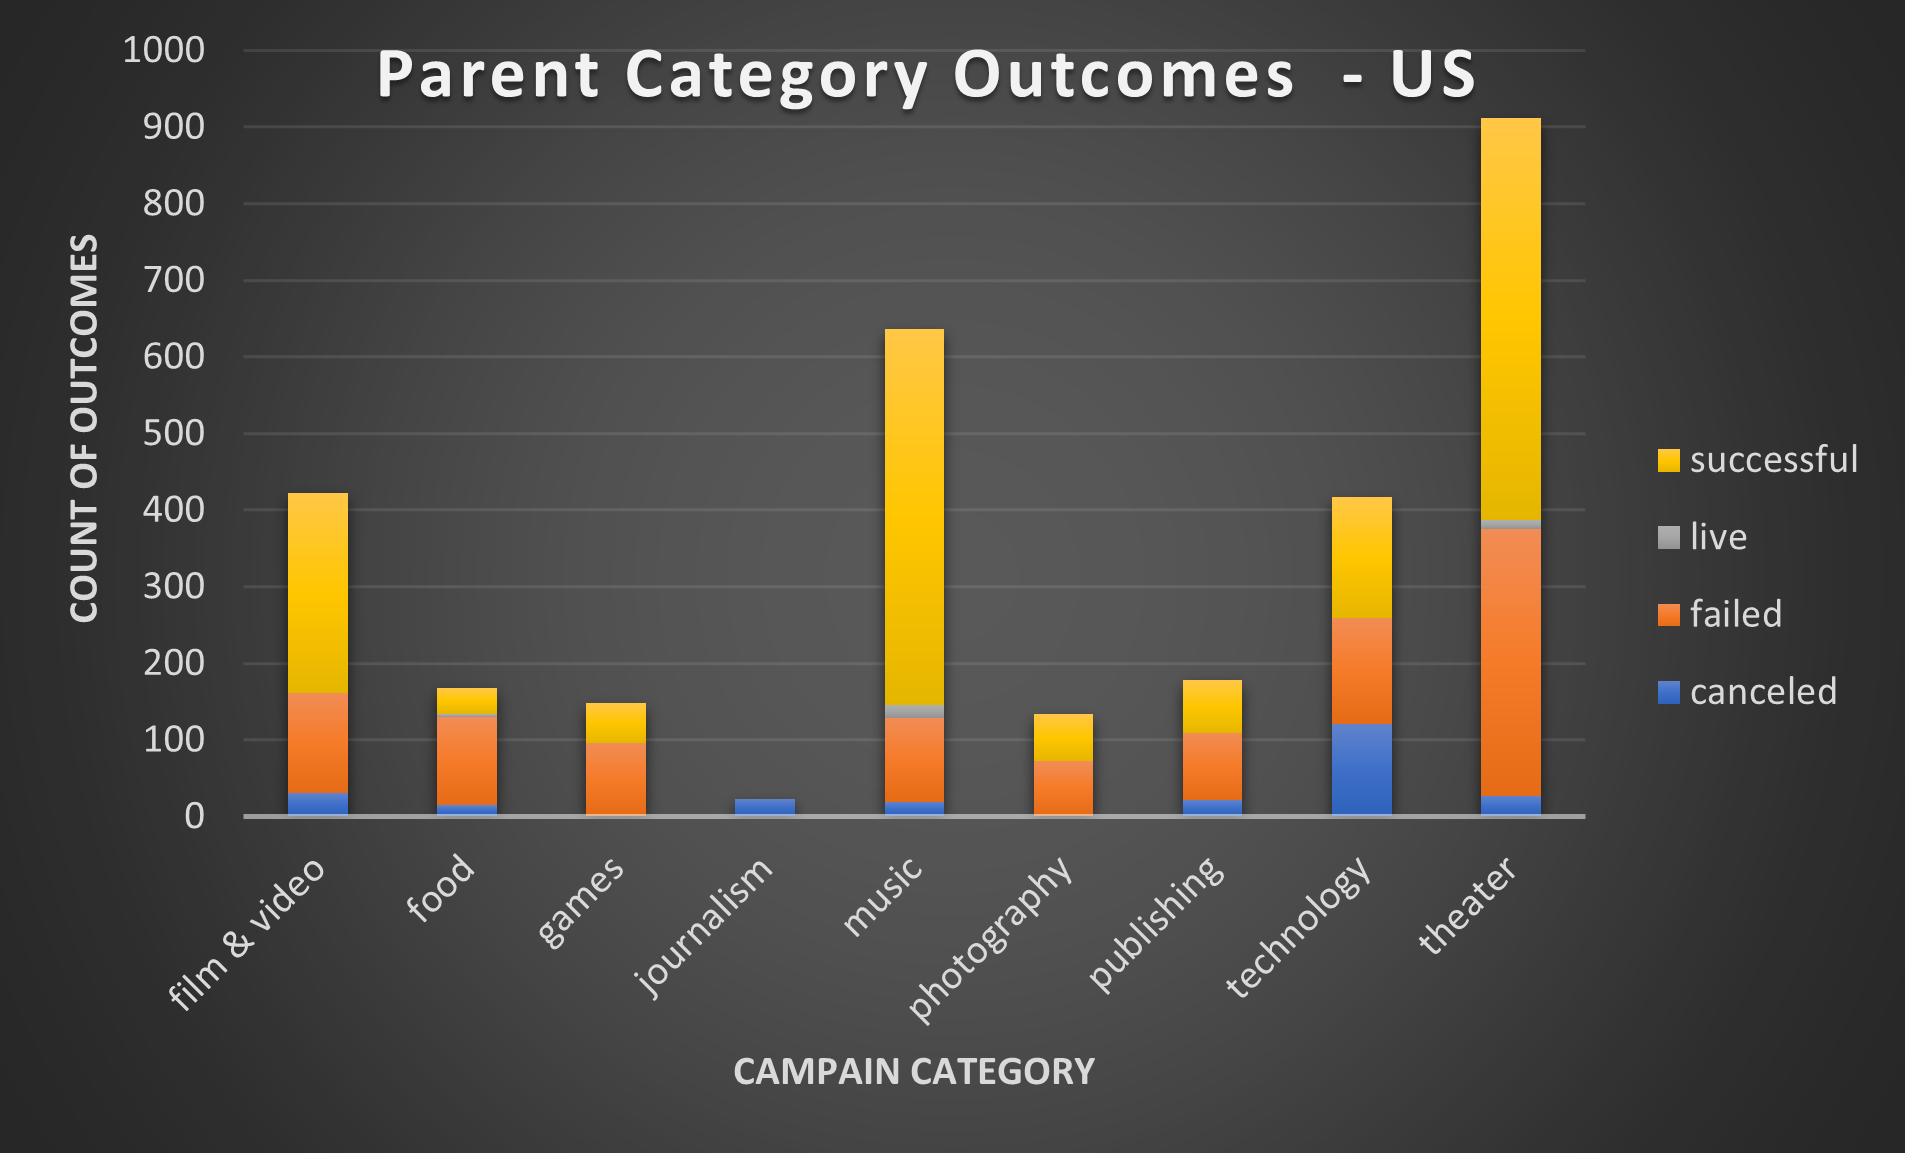 Parent Category Outcomes - US
1000
900
800
700
600
500
400
300
200
100
0
COUNT OF OUTCOMES
film & video
food
games
journalism
music
photography
publishing
technology
theater
CAMPAIN CATEGORY
successful
live
failed
canceled